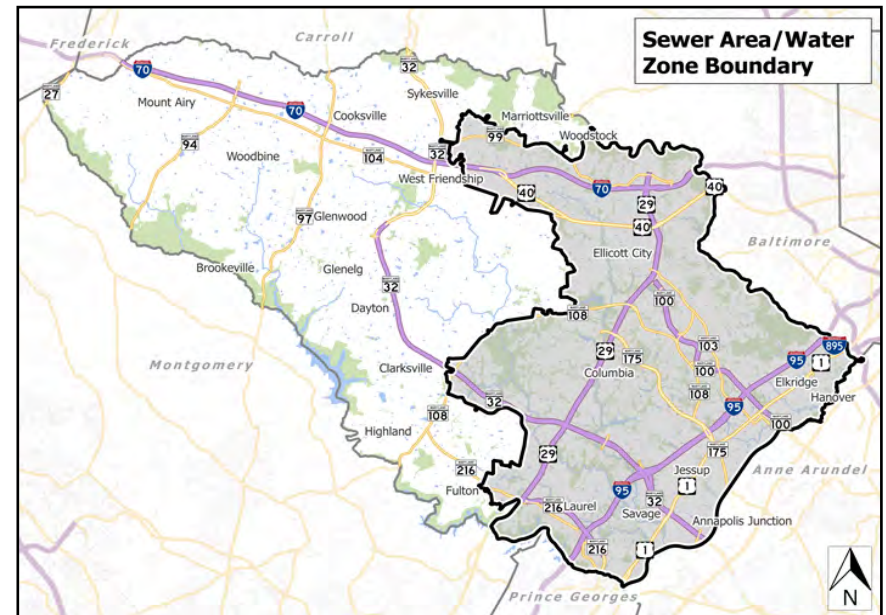 Sewer Area/Water
Zone Boundary
Frederick
Carroll
70
32
27
Mount Airy
Sykesville
70
Cooksville
Marriottsville
99
Woodstock
94
Woodbine
104
32
West Friendship
40
70
29
40
97
Glenwood
40
Baltimore
Ellicott City
Brookeville
Glenelg
32
100
Dayton
108
103
895
29
175
95
1
Montgomery
Clarksville
Columbia
100
Elkridge
32
108
Hanover
108
95
100
Highland
29
175
Anne Arundel
216
Jessup
Fulton
95
1
32
216
Laurel
Savage
Annapolis Junction
216
1
Prince Georges
N